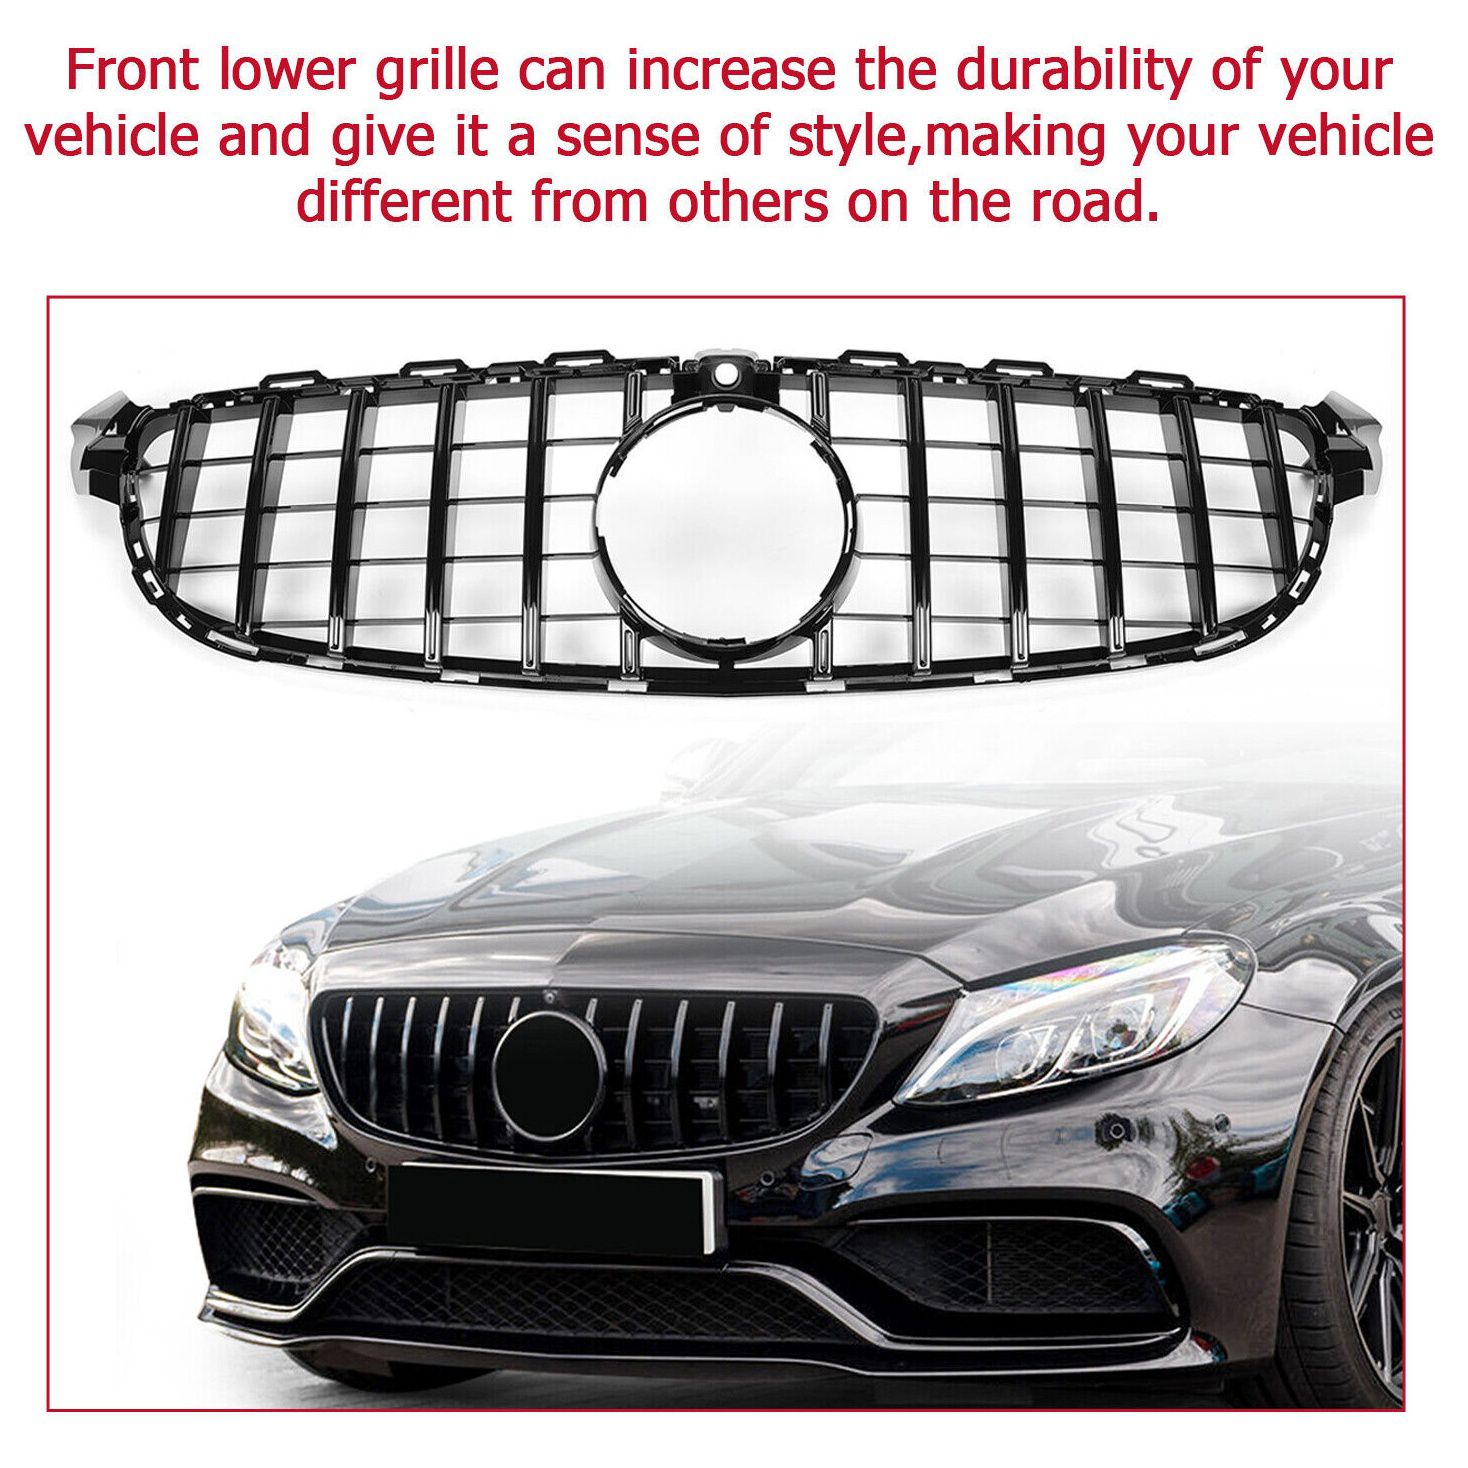 Front lower grille can increase the durability of your
vehicle and give it a sense of style,making your vehicle
different from others on the road.